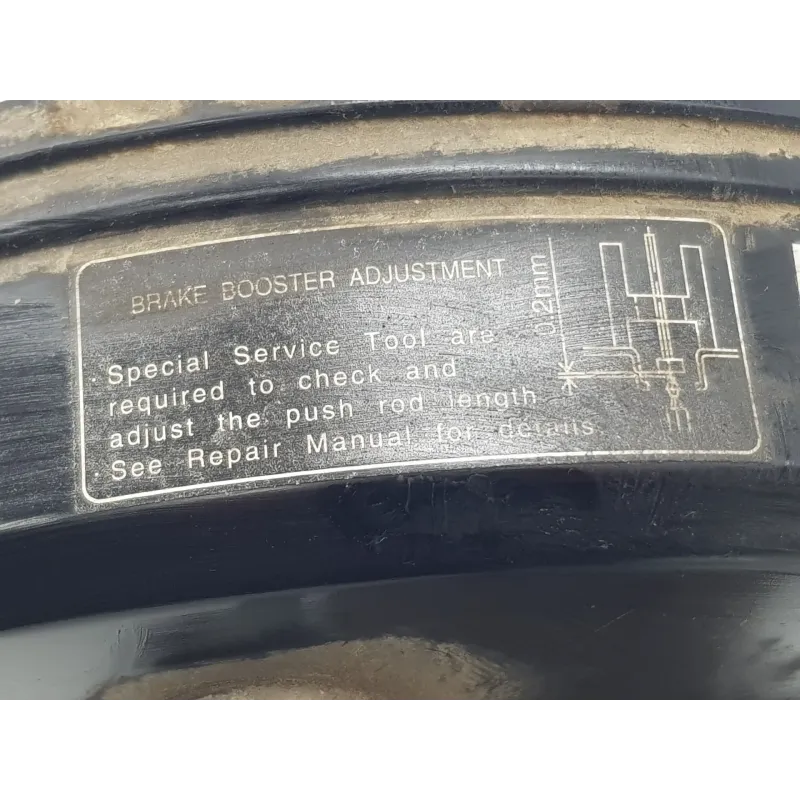 BRAKE BOOSTER ADJUSTMENT
· Special Service Tool are
required to check and
adjust the push rod length
· See Repair Manual for details
0.2mm